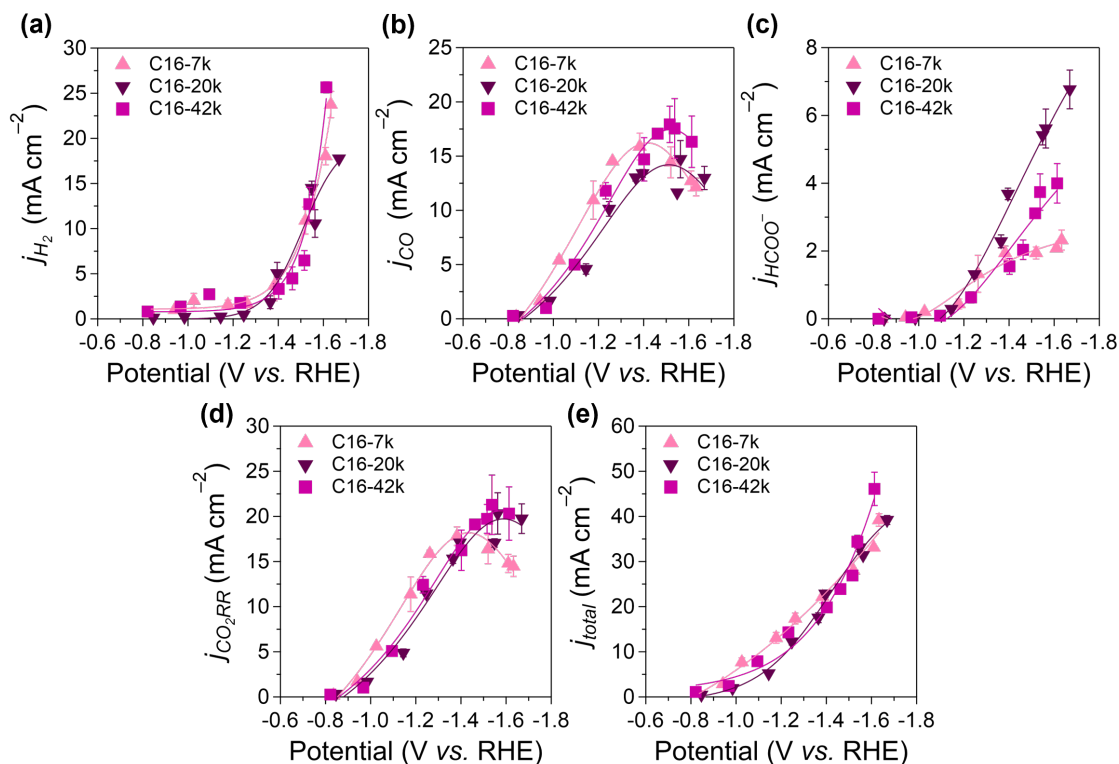 (a)
j_H2 (mA cm−2)
C16-7k
C16-20k
C16-42k
30
25
20
15
10
5
0
-0.6 -0.8 -1.0 -1.2 -1.4 -1.6 -1.8
Potential (V vs. RHE)
(b)
j_CO (mA cm−2)
C16-7k
C16-20k
C16-42k
25
20
15
10
5
0
-0.6 -0.8 -1.0 -1.2 -1.4 -1.6 -1.8
Potential (V vs. RHE)
(c)
j_HCOO− (mA cm−2)
C16-7k
C16-20k
C16-42k
8
6
4
2
0
-0.6 -0.8 -1.0 -1.2 -1.4 -1.6 -1.8
Potential (V vs. RHE)
(d)
j_CO2RR (mA cm−2)
C16-7k
C16-20k
C16-42k
30
25
20
15
10
5
0
-0.6 -0.8 -1.0 -1.2 -1.4 -1.6 -1.8
Potential (V vs. RHE)
(e)
j_total (mA cm−2)
C16-7k
C16-20k
C16-42k
60
50
40
30
20
10
0
-0.6 -0.8 -1.0 -1.2 -1.4 -1.6 -1.8
Potential (V vs. RHE)